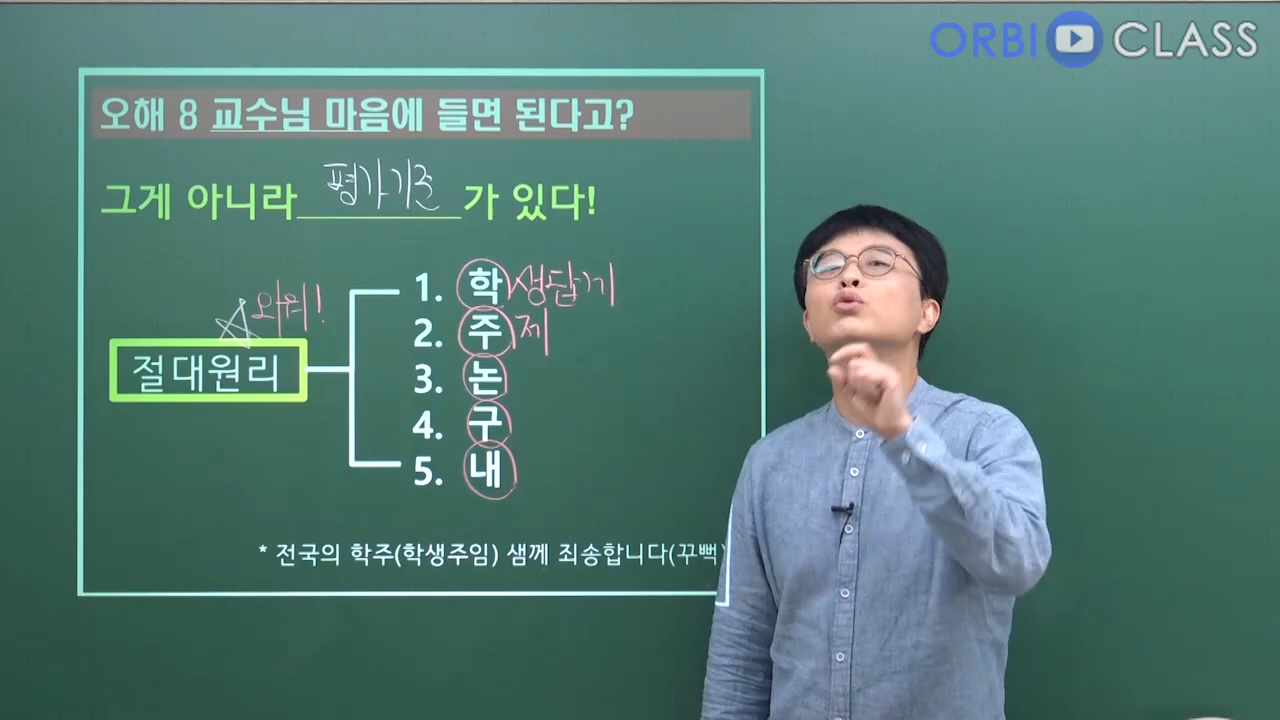 ORBI CLASS
오해 8 교수님 마음에 들면 된다고?
그게 아니라 평가기준 가 있다!
외워!
절대원리
1. 학생답게
2. 주제
3. 논
4. 구
5. 내
* 전국의 학주(학생주임) 샘께 죄송합니다(꾸뻑)